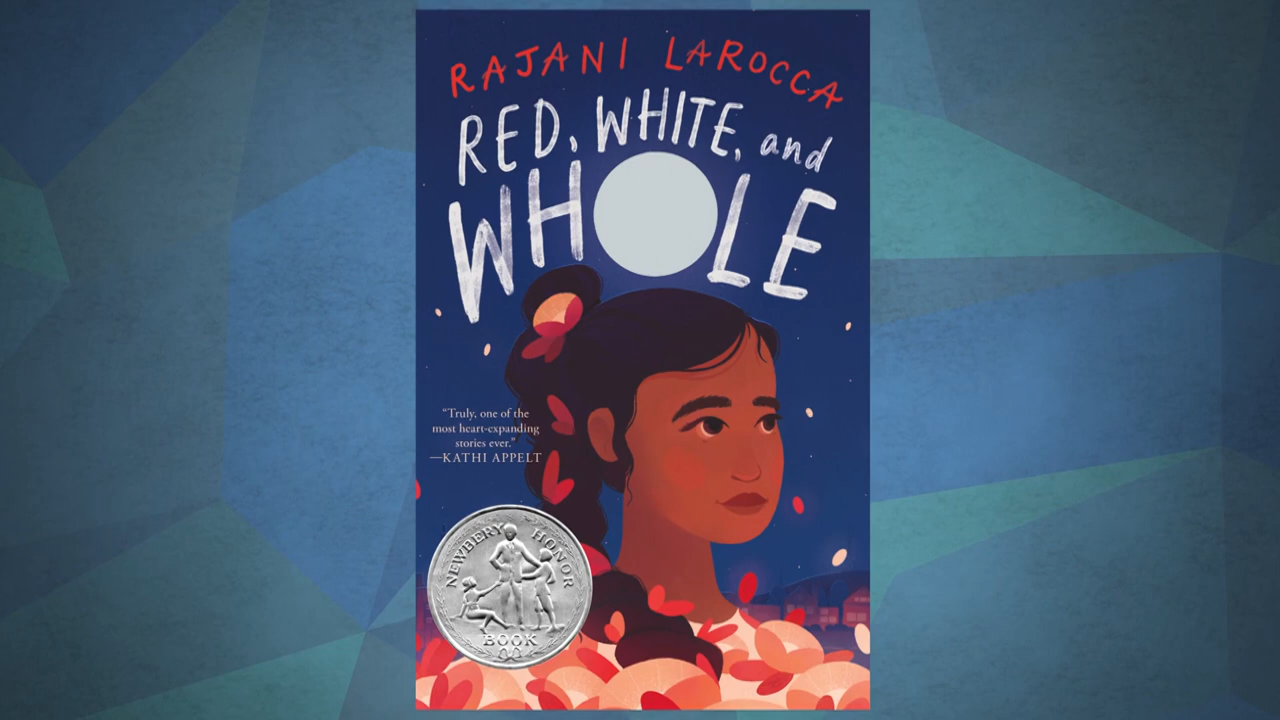 RAJANI LAROCCA
RED, WHITE, and
WHOLE
“Truly, one of the
most heart-expanding
stories ever.”
—KATHI APPELT
NEWBERY HONOR
BOOK